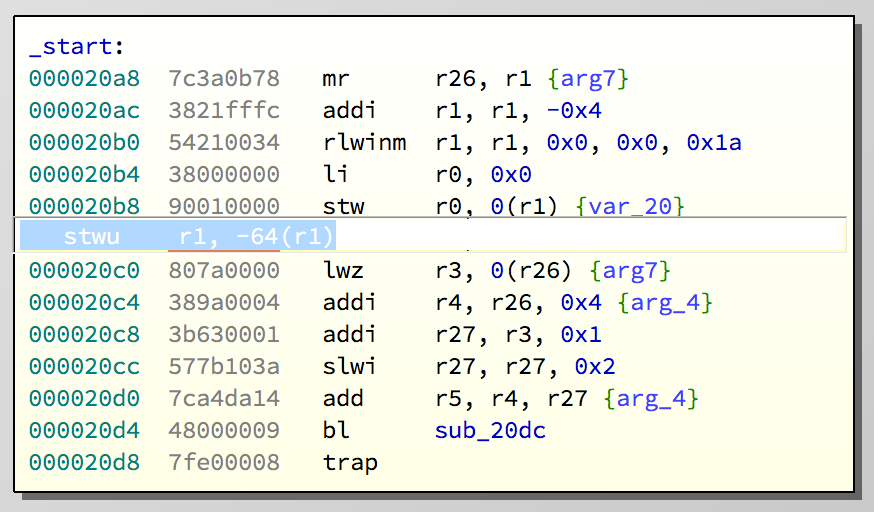 _start:
000020a8 7c3a0b78 mr r26, r1 {arg7}
000020ac 3821fffc addi r1, r1, -0x4
000020b0 54210034 rlwinm r1, r1, 0x0, 0x0, 0x1a
000020b4 38000000 li r0, 0x0
000020b8 90010000 stw r0, 0(r1) {var_20}
stwu r1, -64(r1)
000020c0 807a0000 lwz r3, 0(r26) {arg7}
000020c4 389a0004 addi r4, r26, 0x4 {arg_4}
000020c8 3b630001 addi r27, r3, 0x1
000020cc 577b103a slwi r27, r27, 0x2
000020d0 7ca4da14 add r5, r4, r27 {arg_4}
000020d4 48000009 bl sub_20dc
000020d8 7fe00008 trap